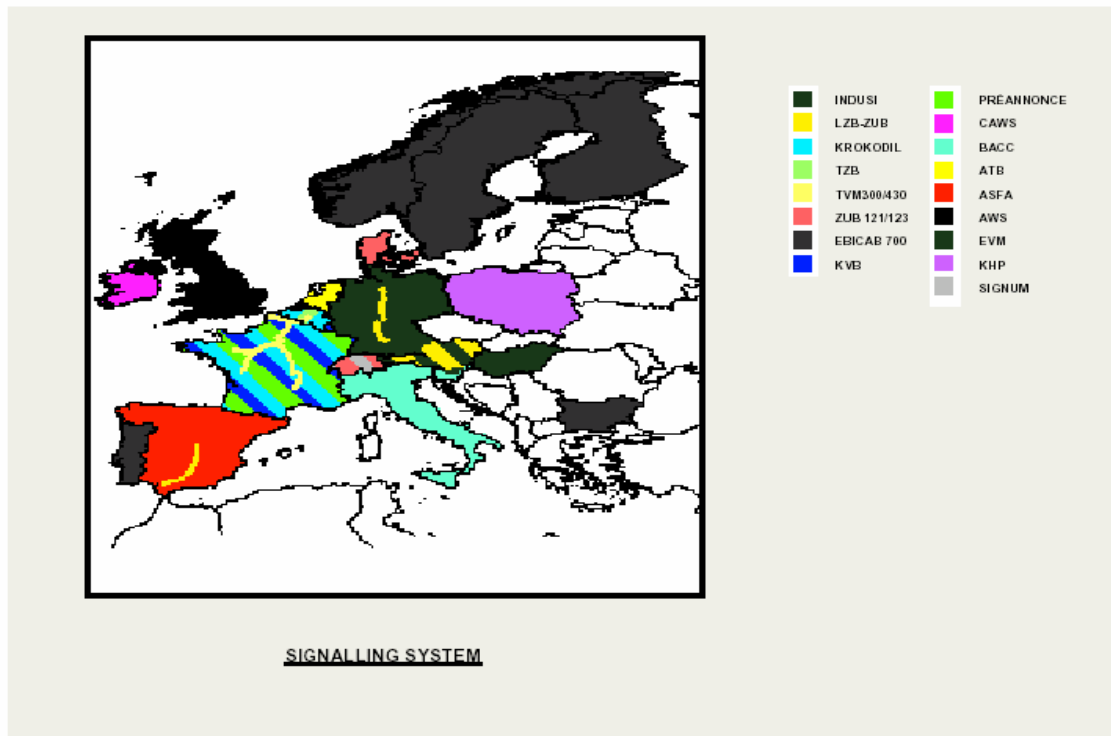 INDUSI
LZB-ZUB
KROKODIL
TZB
TVM300/430
ZUB 121/123
EBICAB 700
KVB
PRÉANNONCE
CAWS
BACC
ATB
ASFA
AWS
EVM
KHP
SIGNUM
SIGNALLING SYSTEM